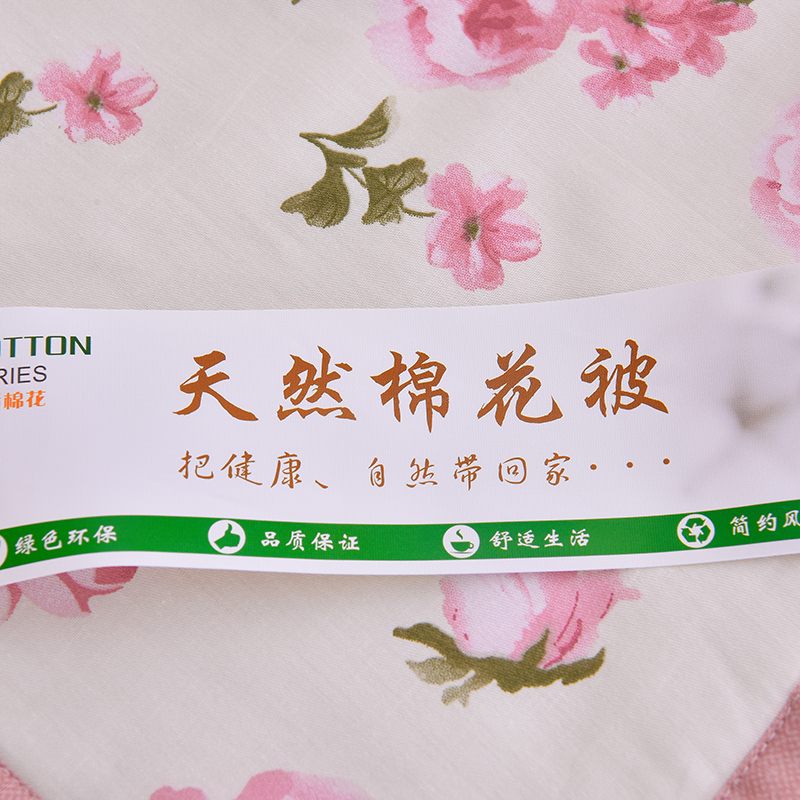 OTTON
RIES
棉花
天然棉花被
把健康、自然带回家···
绿色环保
品质保证
舒适生活
简约风